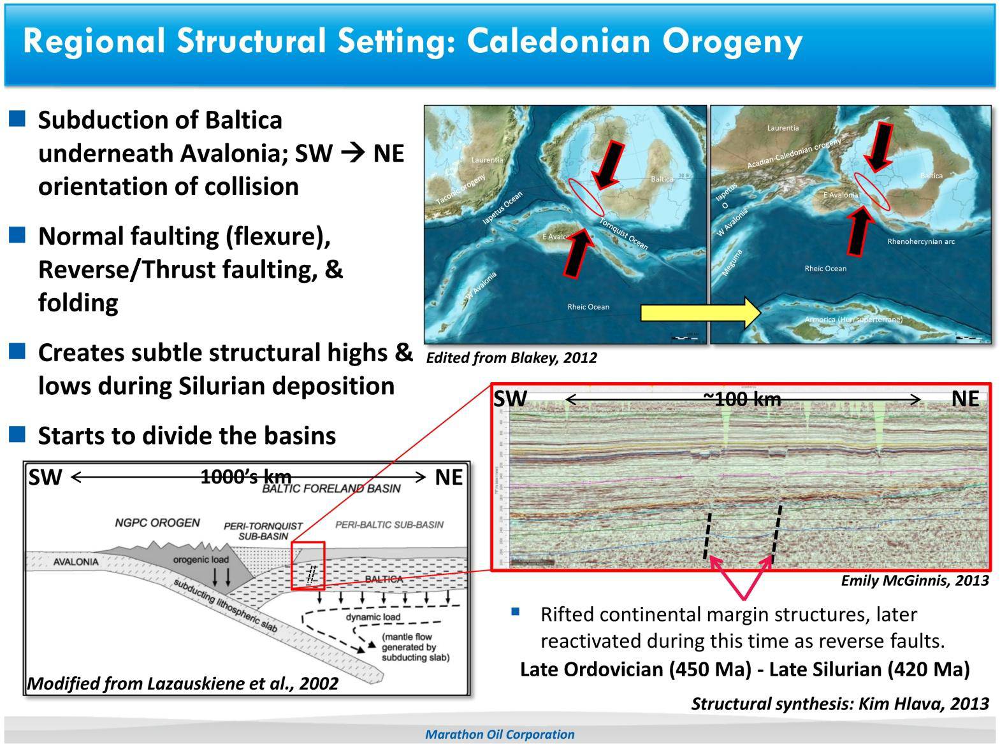 Regional Structural Setting: Caledonian Orogeny
Subduction of Baltica
underneath Avalonia; SW → NE
orientation of collision
Normal faulting (flexure),
Reverse/Thrust faulting, &
folding
Creates subtle structural highs &
lows during Silurian deposition
Starts to divide the basins
Laurentia
Taconic orogeny
Iapetus Ocean
Baltica
30 S
Tornquist Ocean
E Avalon
W Avalonia
Rheic Ocean
Laurentia
Acadian-Caledonian orogeny
Baltica
Iapetus
O
E Avalonia
W Avalonia
Rhenohercynian arc
Meguma
Rheic Ocean
Armorica (Hun superterrane)
Edited from Blakey, 2012
SW ~100 km NE
Emily McGinnis, 2013
SW 1000's km NE
BALTIC FORELAND BASIN
NGPC OROGEN
PERI-TORNQUIST
SUB-BASIN
PERI-BALTIC SUB-BASIN
AVALONIA
orogenic load
BALTICA
subducting lithospheric slab
dynamic load
(mantle flow
generated by
subducting slab)
Modified from Lazauskiene et al., 2002
Rifted continental margin structures, later
reactivated during this time as reverse faults.
Late Ordovician (450 Ma) - Late Silurian (420 Ma)
Structural synthesis: Kim Hlava, 2013
Marathon Oil Corporation